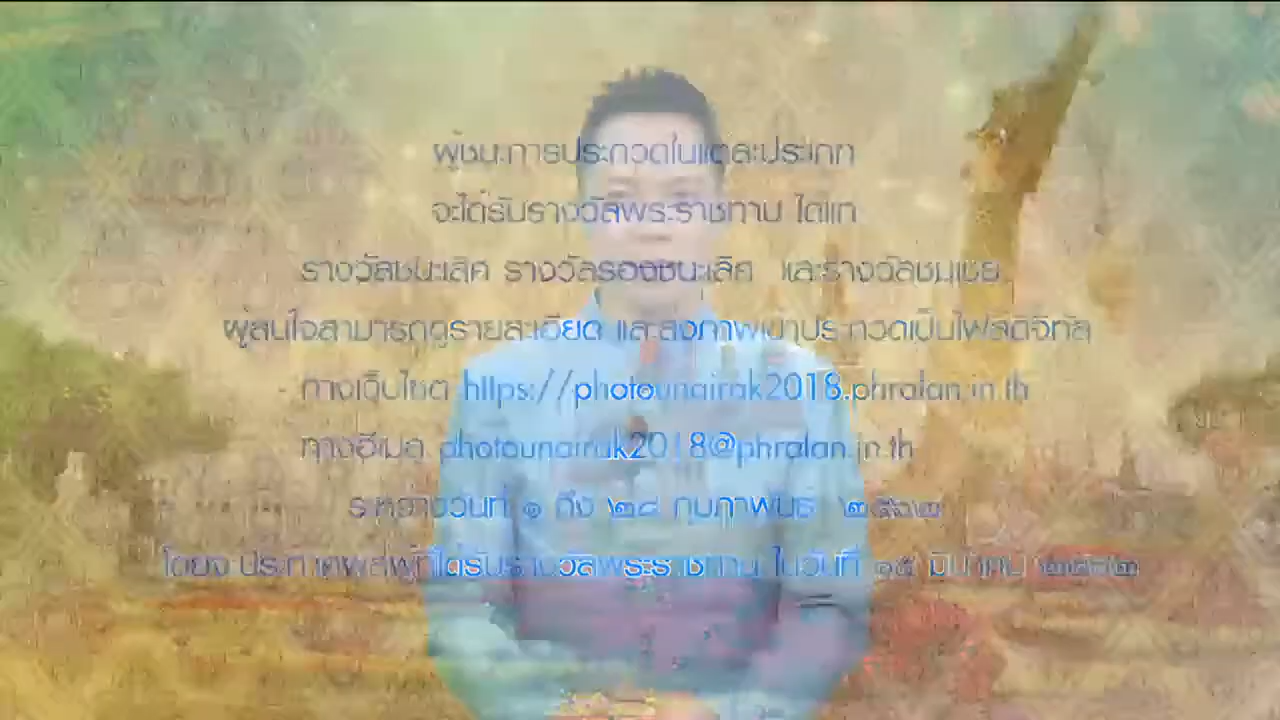 ผู้ชนะการประกวดในแต่ละประเภท
จะได้รับรางวัลพระราชทาน ได้แก่
รางวัลชนะเลิศ รางวัลรองชนะเลิศ และรางวัลชมเชย
ผู้สนใจสามารถดูรายละเอียด และส่งภาพเข้าประกวดเป็นไฟล์ดิจิทัล
ทางเว็บไซต์ https://photounairak2018.phralan.in.th
ทางอีเมล photounairak2018@phralan.in.th
ระหว่างวันที่ ๑ ถึง ๒๘ กุมภาพันธ์ ๒๕๖๒
โดยจะประกาศผลผู้ที่ได้รับรางวัลพระราชทาน ในวันที่ ๑๕ มีนาคม ๒๕๖๒